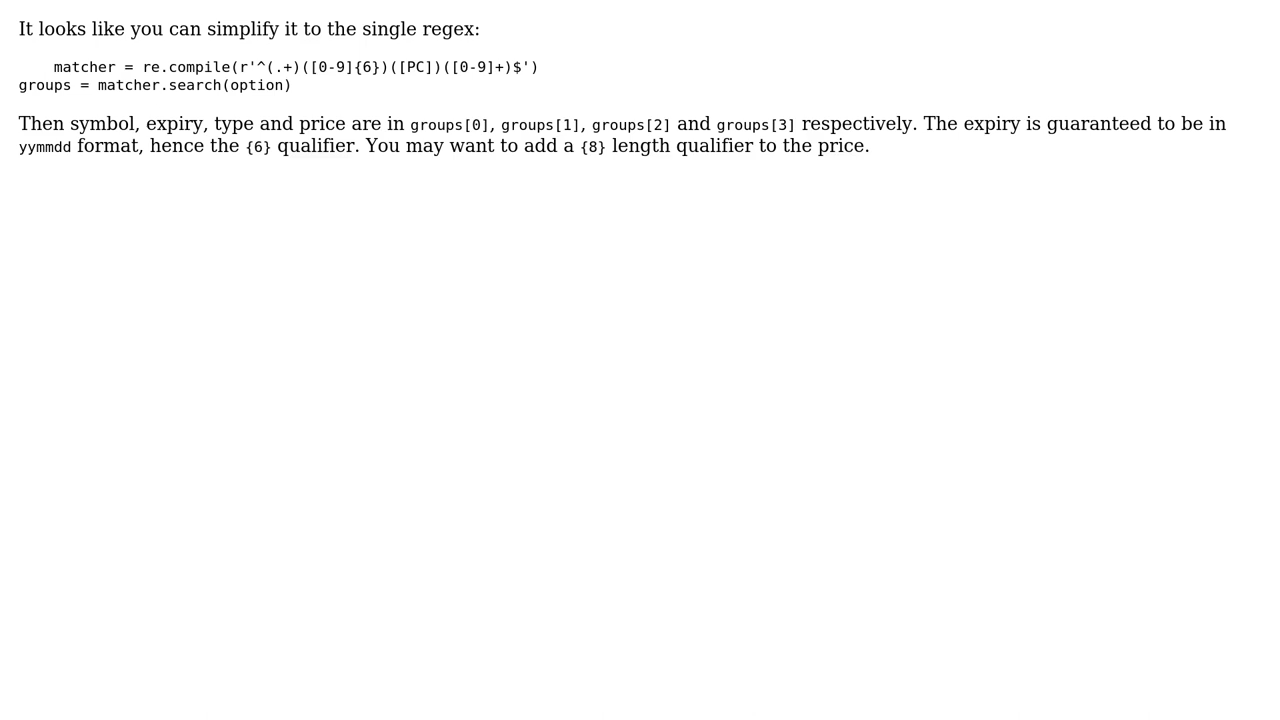 It looks like you can simplify it to the single regex:
    matcher = re.compile(r'^(.+)([0-9]{6})([PC])([0-9]+)$')
groups = matcher.search(option)
Then symbol, expiry, type and price are in groups[0], groups[1], groups[2] and groups[3] respectively. The expiry is guaranteed to be in
yymmdd format, hence the {6} qualifier. You may want to add a {8} length qualifier to the price.